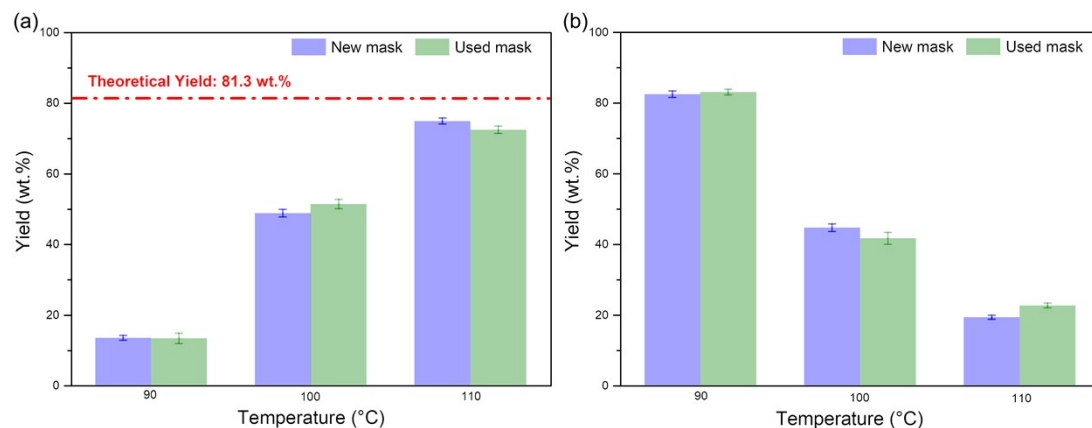 (a)
New mask
Used mask
Theoretical Yield: 81.3 wt.%
100
80
60
40
20
0
Yield (wt.%)
90
100
110
Temperature (°C)
(b)
New mask
Used mask
100
80
60
40
20
0
Yield (wt.%)
90
100
110
Temperature (°C)